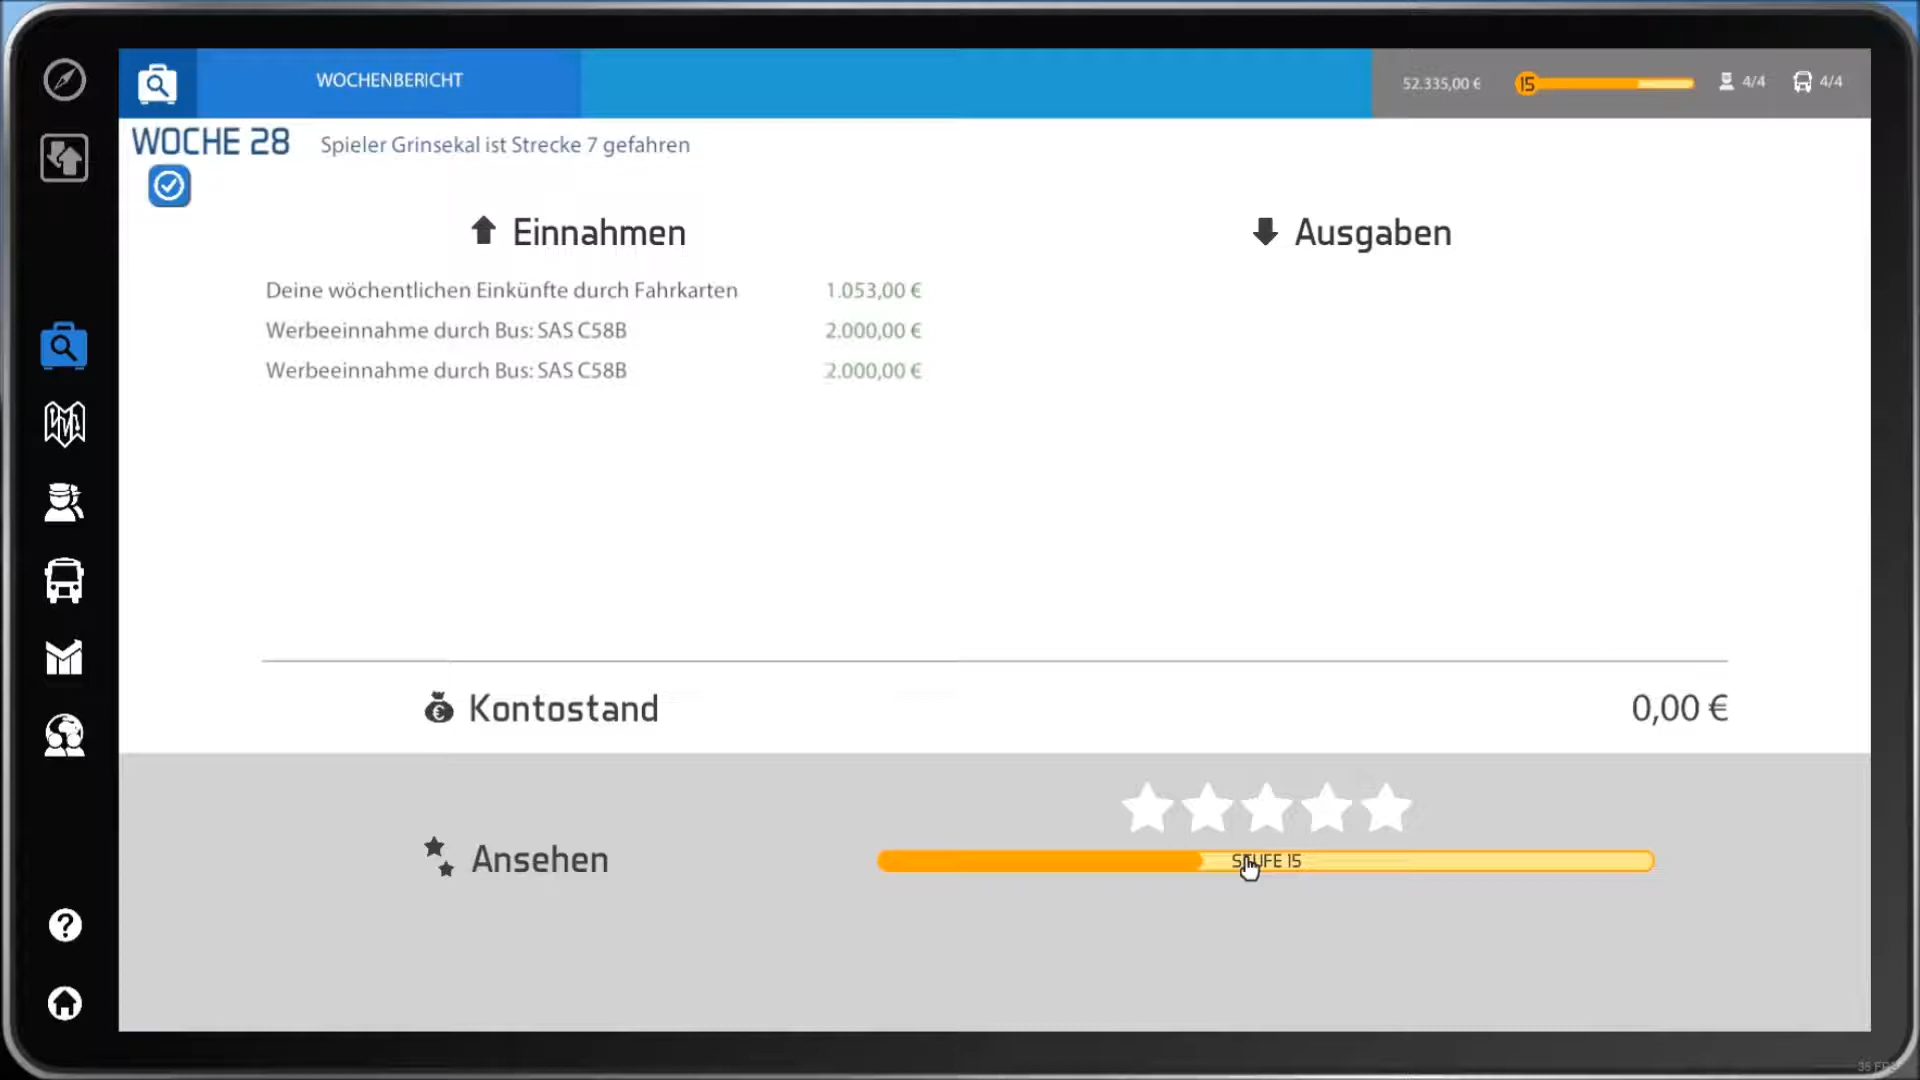 WOCHENBERICHT
52.335,00 €
15
4/4
4/4
WOCHE 28
Spieler Grinsekal ist Strecke 7 gefahren
Einnahmen
Ausgaben
Deine wöchentlichen Einkünfte durch Fahrkarten 1.053,00 €
Werbeeinnahme durch Bus: SAS C58B 2.000,00 €
Werbeeinnahme durch Bus: SAS C58B 2.000,00 €
Kontostand 0,00 €
Ansehen
STUFE 15